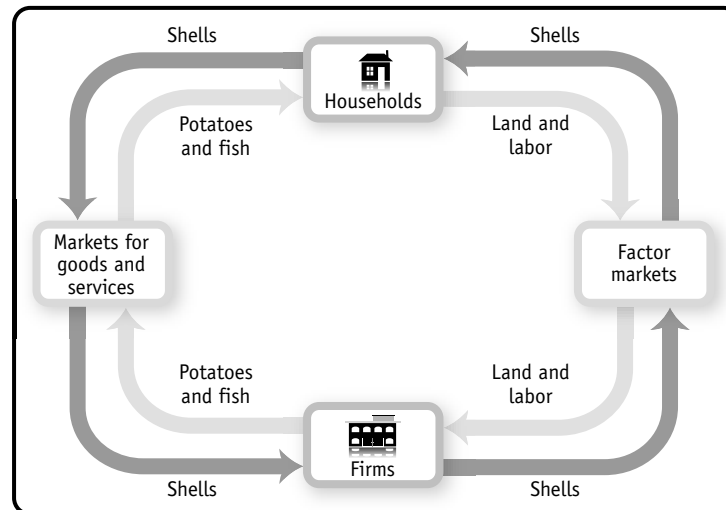 Shells
Shells
Households
Potatoes
and fish
Land and
labor
Markets for
goods and
services
Factor
markets
Potatoes
and fish
Land and
labor
Firms
Shells
Shells